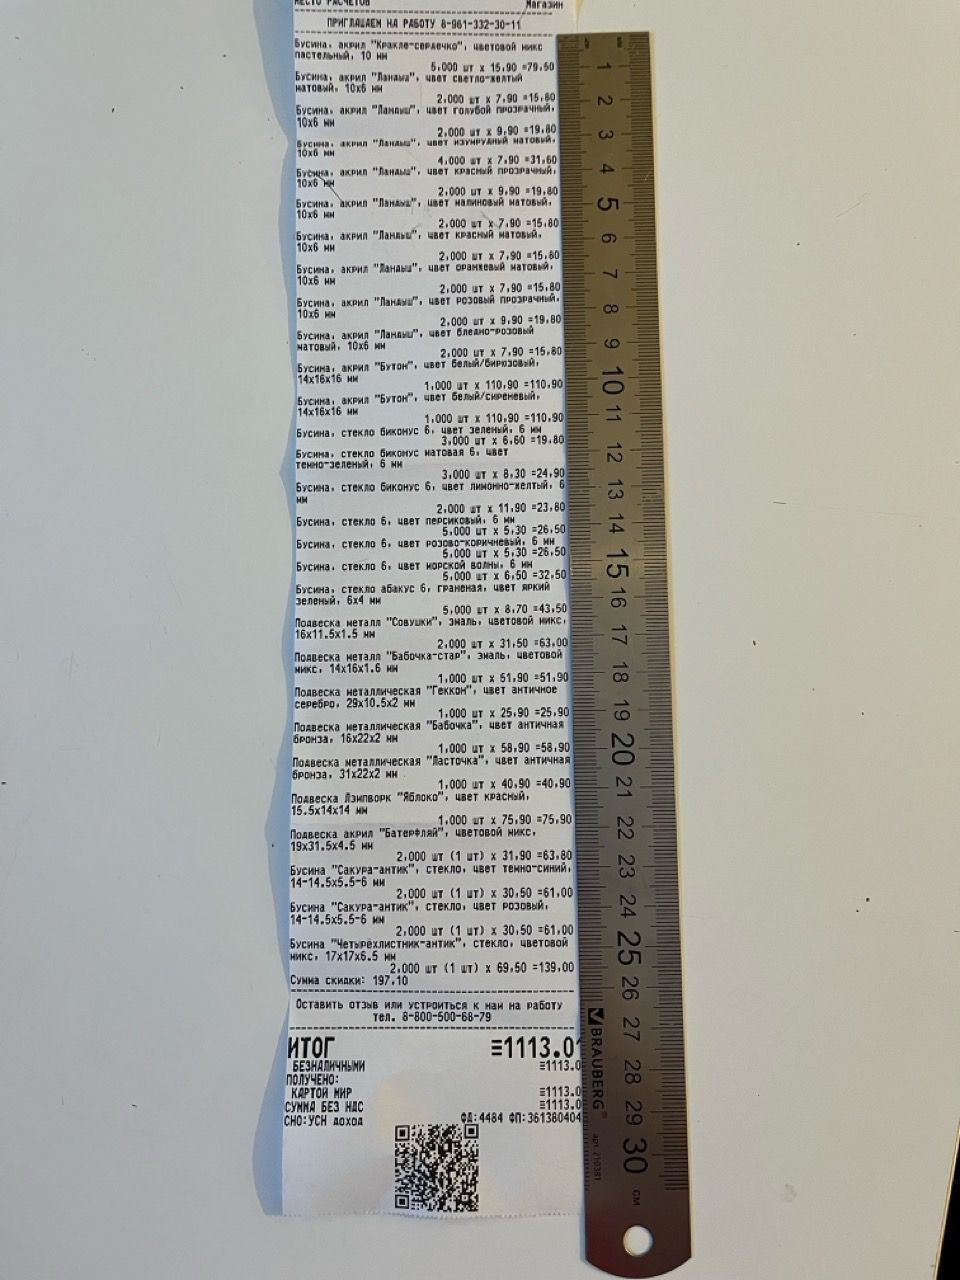 МЕСТО РАСЧЕТОВ Магазин
ПРИГЛАШАЕМ НА РАБОТУ 8-961-332-30-11
Бусина, акрил "Кракле-сердечко", цветовой микс
пастельный, 10 мм
5,000 шт х 15,90 =79,50
Бусина, акрил "Ландыш", цвет светло-желтый
матовый, 10х6 мм
2,000 шт х 7,90 =15,80
Бусина, акрил "Ландыш", цвет голубой прозрачный,
10х6 мм
2,000 шт х 9,90 =19,80
Бусина, акрил "Ландыш", цвет изумрудный матовый,
10х6 мм
4,000 шт х 7,90 =31,60
Бусина, акрил "Ландыш", цвет красный прозрачный,
10х6 мм
2,000 шт х 9,90 =19,80
Бусина, акрил "Ландыш", цвет малиновый матовый,
10х6 мм
2,000 шт х 7,90 =15,80
Бусина, акрил "Ландыш", цвет красный матовый,
10х6 мм
2,000 шт х 7,90 =15,80
Бусина, акрил "Ландыш", цвет оранжевый матовый,
10х6 мм
2,000 шт х 7,90 =15,80
Бусина, акрил "Ландыш", цвет розовый прозрачный,
10х6 мм
2,000 шт х 9,90 =19,80
Бусина, акрил "Ландыш", цвет бледно-розовый
матовый, 10х6 мм
2,000 шт х 7,90 =15,80
Бусина, акрил "Бутон", цвет белый/бирюзовый,
14х16х16 мм
1,000 шт х 110,90 =110,90
Бусина, акрил "Бутон", цвет белый/сиреневый,
14х16х16 мм
1,000 шт х 110,90 =110,90
Бусина, стекло биконус 6, цвет зеленый, 6 мм
3,000 шт х 6,60 =19,80
Бусина, стекло биконус матовая 6, цвет
темно-зеленый, 6 мм
3,000 шт х 8,30 =24,90
Бусина, стекло биконус 6, цвет лимонно-желтый, 6
мм
2,000 шт х 11,90 =23,80
Бусина, стекло 6, цвет персиковый, 6 мм
5,000 шт х 5,30 =26,50
Бусина, стекло 6, цвет розово-коричневый, 6 мм
5,000 шт х 5,30 =26,50
Бусина, стекло 6, цвет морской волны, 6 мм
5,000 шт х 6,50 =32,50
Бусина, стекло абакус 6, граненая, цвет яркий
зеленый, 6х4 мм
5,000 шт х 8,70 =43,50
Подвеска металл "Совушки", эмаль, цветовой микс,
16х11.5х1.5 мм
2,000 шт х 31,50 =63,00
Подвеска металл "Бабочка-стар", эмаль, цветовой
микс, 14х16х1.6 мм
1,000 шт х 51,90 =51,90
Подвеска металлическая "Геккон", цвет античное
серебро, 29х10.5х2 мм
1,000 шт х 25,90 =25,90
Подвеска металлическая "Бабочка", цвет античная
бронза, 16х22х2 мм
1,000 шт х 58,90 =58,90
Подвеска металлическая "Ласточка", цвет античная
бронза, 31х22х2 мм
1,000 шт х 40,90 =40,90
Подвеска Лэмпворк "Яблоко", цвет красный,
15.5х14х14 мм
1,000 шт х 75,90 =75,90
Подвеска акрил "Батерфляй", цветовой микс,
19х31.5х4.5 мм
2,000 шт (1 шт) х 31,90 =63,80
Бусина "Сакура-антик", стекло, цвет темно-синий,
14-14.5х5.5-6 мм
2,000 шт (1 шт) х 30,50 =61,00
Бусина "Сакура-антик", стекло, цвет розовый,
14-14.5х5.5-6 мм
2,000 шт (1 шт) х 30,50 =61,00
Бусина "Четырехлистник-антик", стекло, цветовой
микс, 17х17х6.5 мм
2,000 шт (1 шт) х 69,50 =139,00
Сумма скидки: 197.10
Оставить отзыв или устроиться к нам на работу
тел. 8-800-500-68-79
ИТОГ ≡1113.01
БЕЗНАЛИЧНЫМИ ≡1113.0
ПОЛУЧЕНО:
КАРТОЙ МИР ≡1113.0
СУММА БЕЗ НДС ≡1113.0
СНО:УСН доход ФД:4484 ФП:361380404
1
2
3
4
5
6
7
8
9
10
11
12
13
14
15
16
17
18
19
20
21
22
23
24
25
26
27
28
29
30
см
BRAUBERG®
арт. 210381